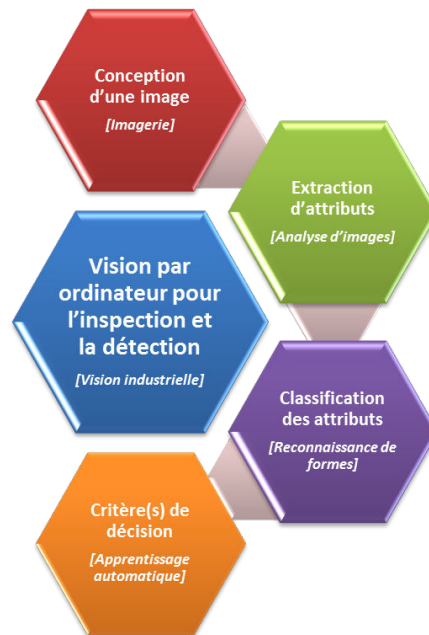 Conception
d’une image
[Imagerie]
Extraction
d’attributs
[Analyse d’images]
Vision par
ordinateur pour
l’inspection et
la détection
[Vision industrielle]
Classification
des attributs
[Reconnaissance de
formes]
Critère(s) de
décision
[Apprentissage
automatique]